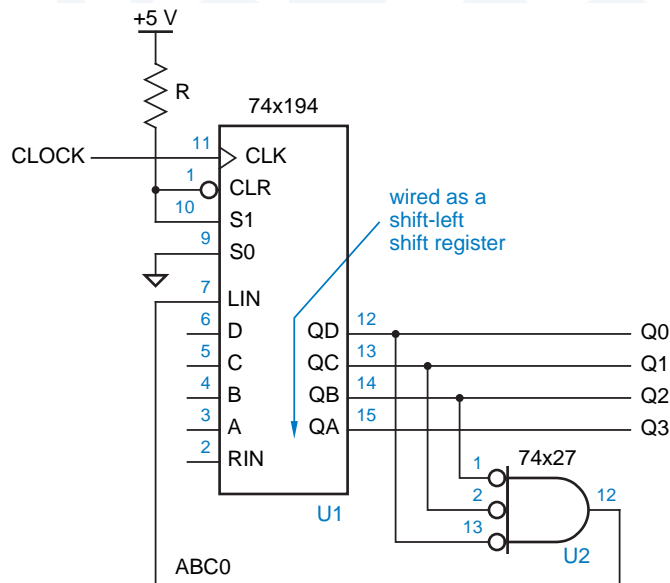 +5 V
R
74x194
CLOCK
11
CLK
1
CLR
10
S1
wired as a
shift-left
shift register
9
S0
7
LIN
6
D
QD
12
Q0
5
C
QC
13
Q1
4
B
QB
14
Q2
3
A
QA
15
Q3
2
RIN
74x27
1
2
12
13
U1
U2
ABC0